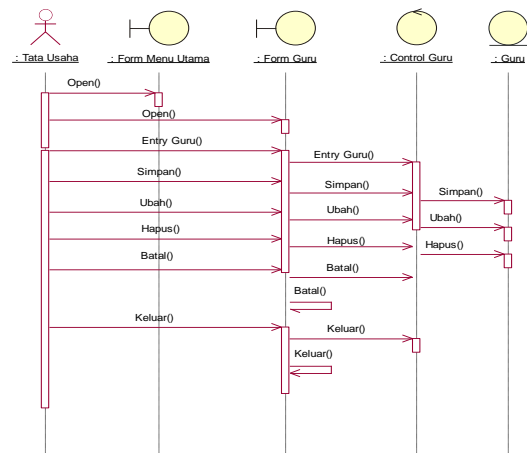 : Tata Usaha : Form Menu Utama : Form Guru : Control Guru : Guru
Open()
Open()
Entry Guru()
Entry Guru()
Simpan()
Simpan()
Simpan()
Ubah()
Ubah()
Ubah()
Hapus()
Hapus()
Hapus()
Batal()
Batal()
Batal()
Keluar()
Keluar()
Keluar()